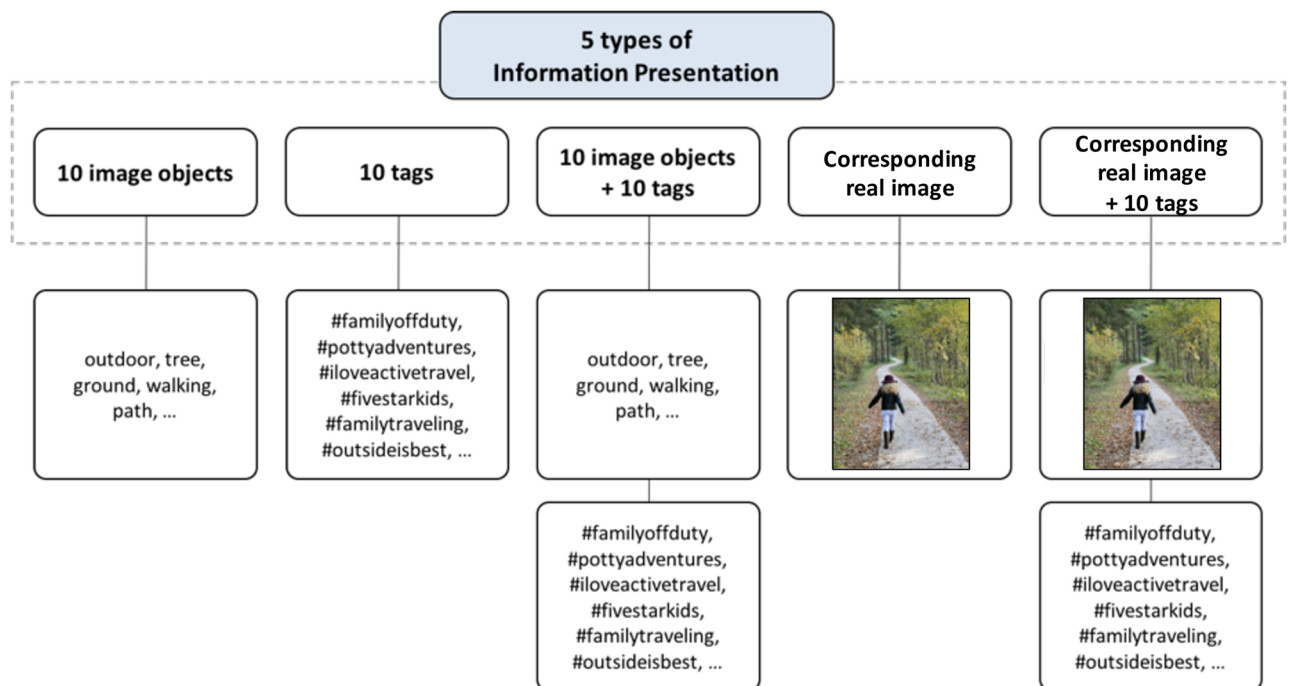 5 types of
Information Presentation
10 image objects
10 tags
10 image objects
+ 10 tags
Corresponding
real image
Corresponding
real image
+ 10 tags
outdoor, tree,
ground, walking,
path, ...
#familyoffduty,
#pottyadventures,
#iloveactivetravel,
#fivestarkids,
#familytraveling,
#outsideisbest, ...
outdoor, tree,
ground, walking,
path, ...
#familyoffduty,
#pottyadventures,
#iloveactivetravel,
#fivestarkids,
#familytraveling,
#outsideisbest, ...
#familyoffduty,
#pottyadventures,
#iloveactivetravel,
#fivestarkids,
#familytraveling,
#outsideisbest, ...